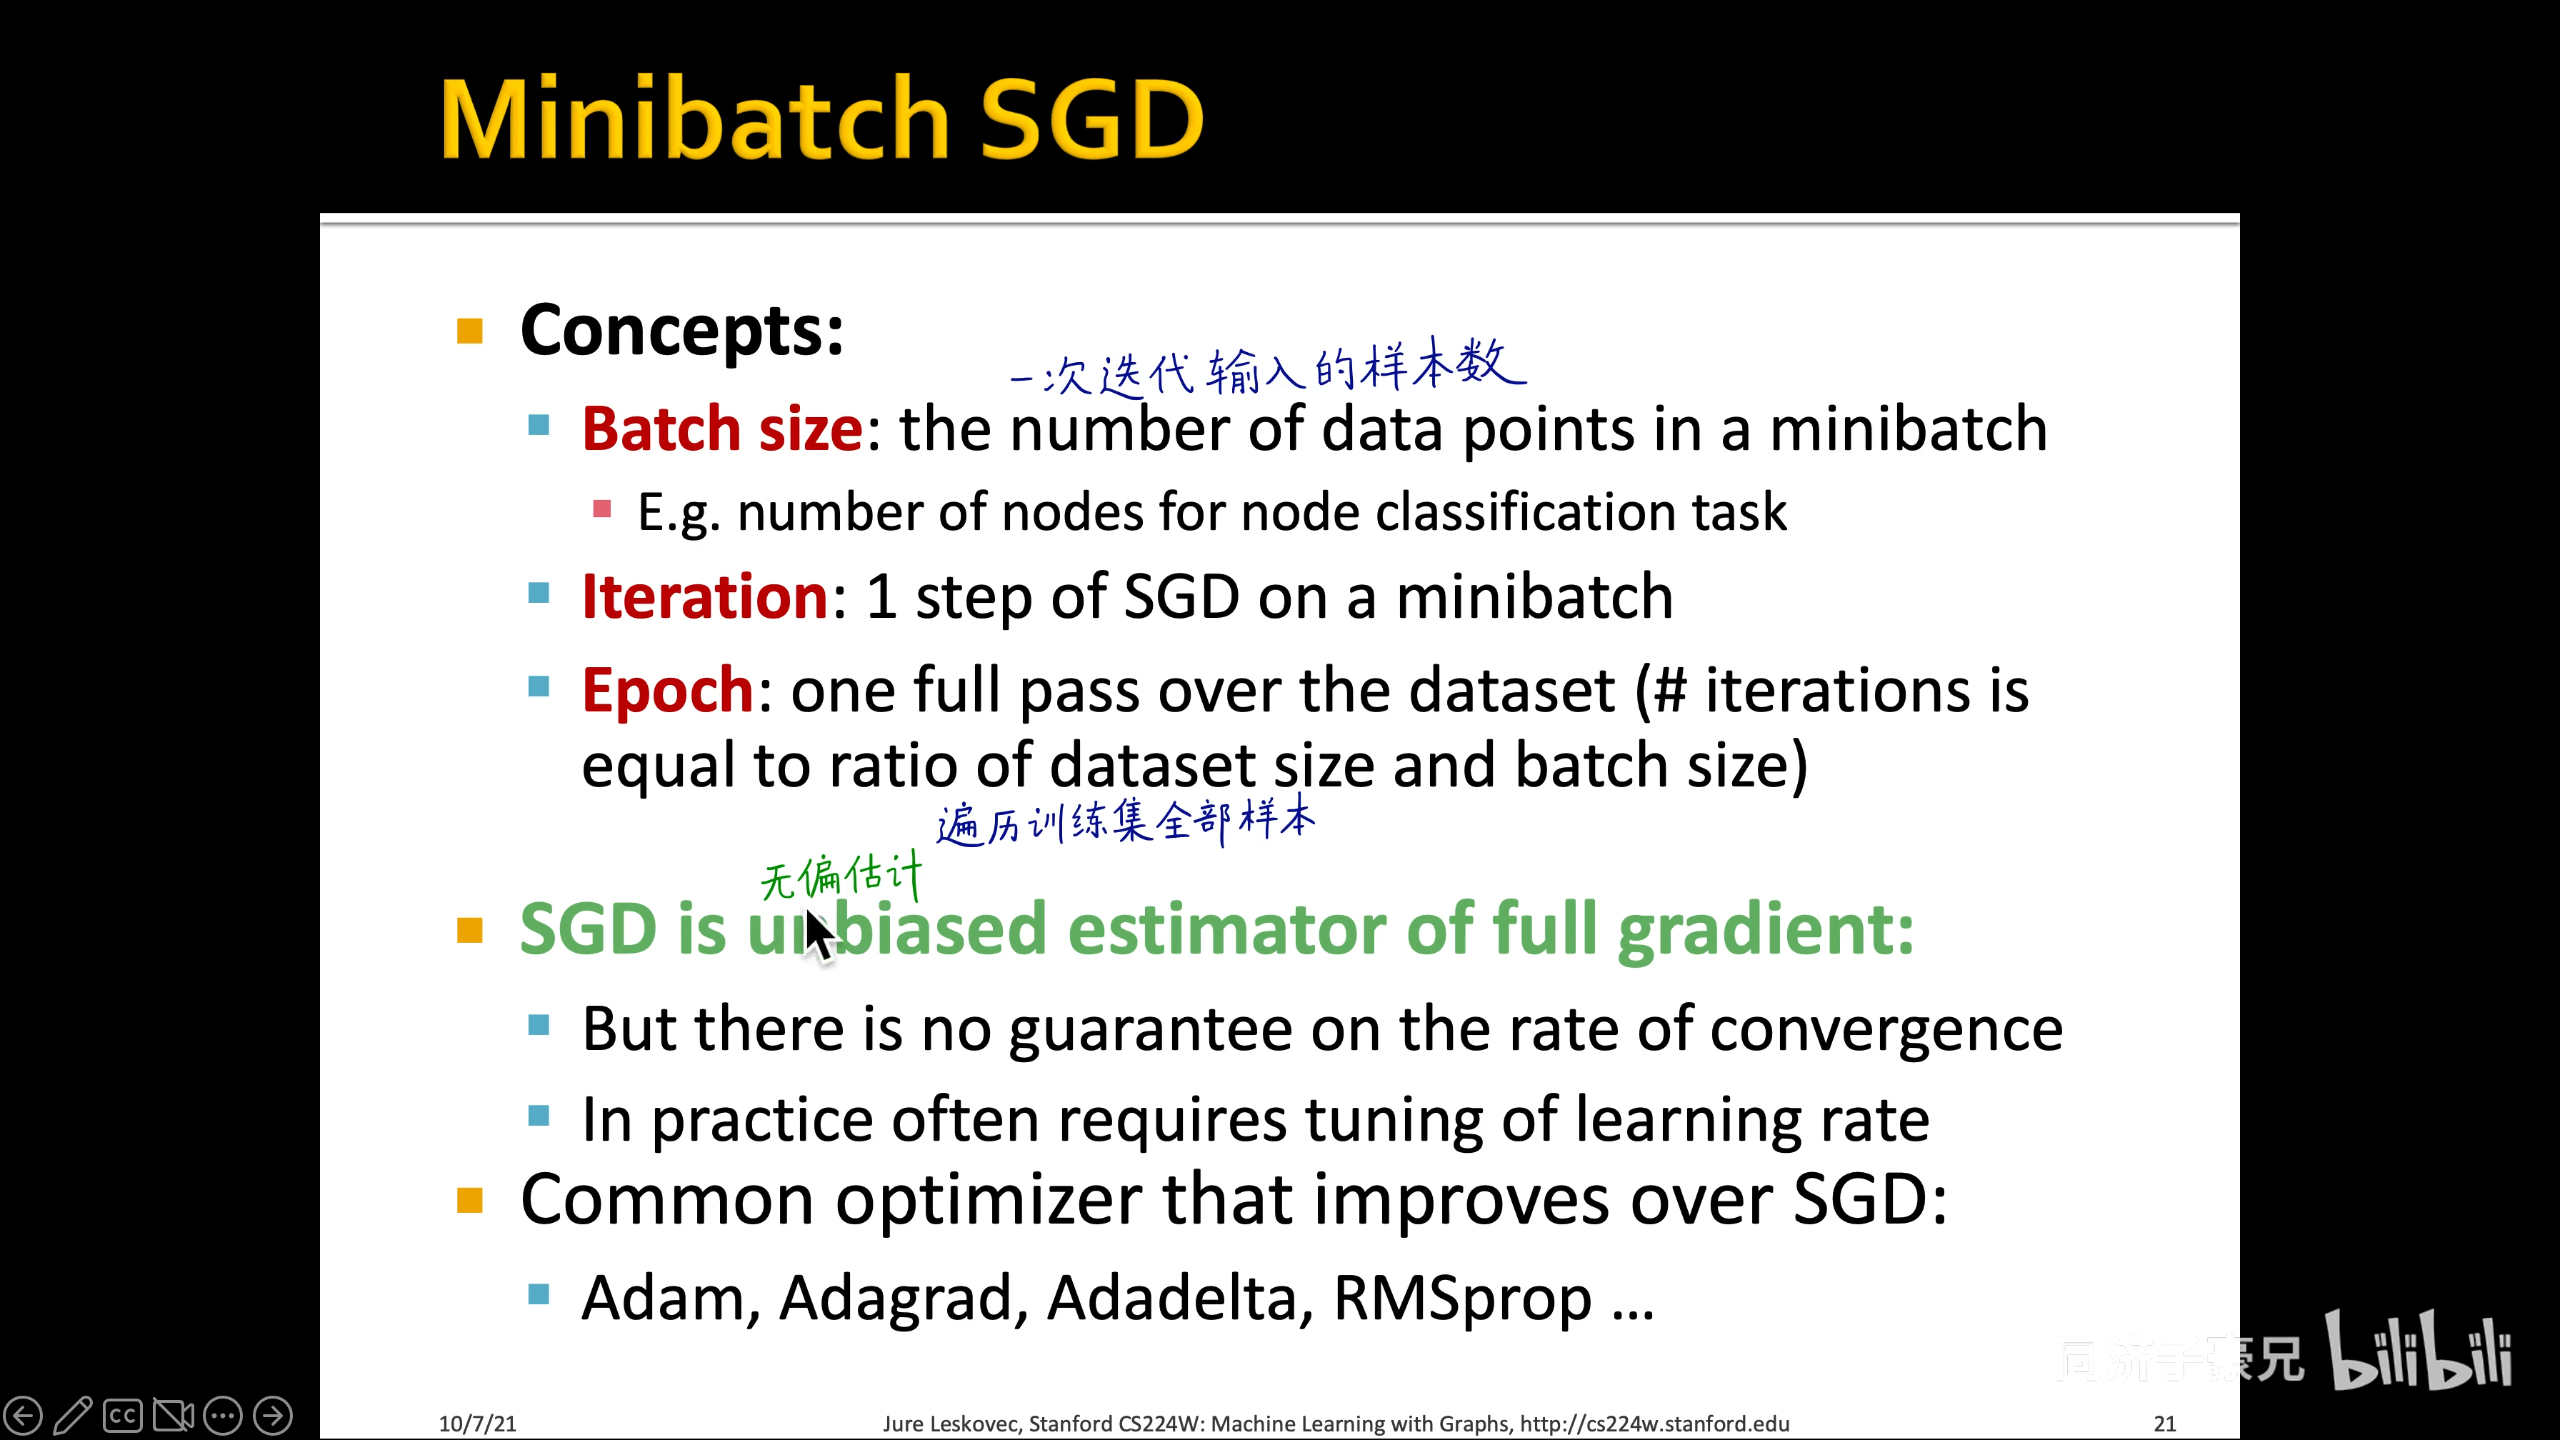 Minibatch SGD
Concepts:
一次迭代输入的样本数
Batch size: the number of data points in a minibatch
E.g. number of nodes for node classification task
Iteration: 1 step of SGD on a minibatch
Epoch: one full pass over the dataset (# iterations is
equal to ratio of dataset size and batch size)
遍历训练集全部样本
无偏估计
SGD is unbiased estimator of full gradient:
But there is no guarantee on the rate of convergence
In practice often requires tuning of learning rate
Common optimizer that improves over SGD:
Adam, Adagrad, Adadelta, RMSprop ...
同济子豪兄 bilibili
CC
10/7/21
Jure Leskovec, Stanford CS224W: Machine Learning with Graphs, http://cs224w.stanford.edu
21